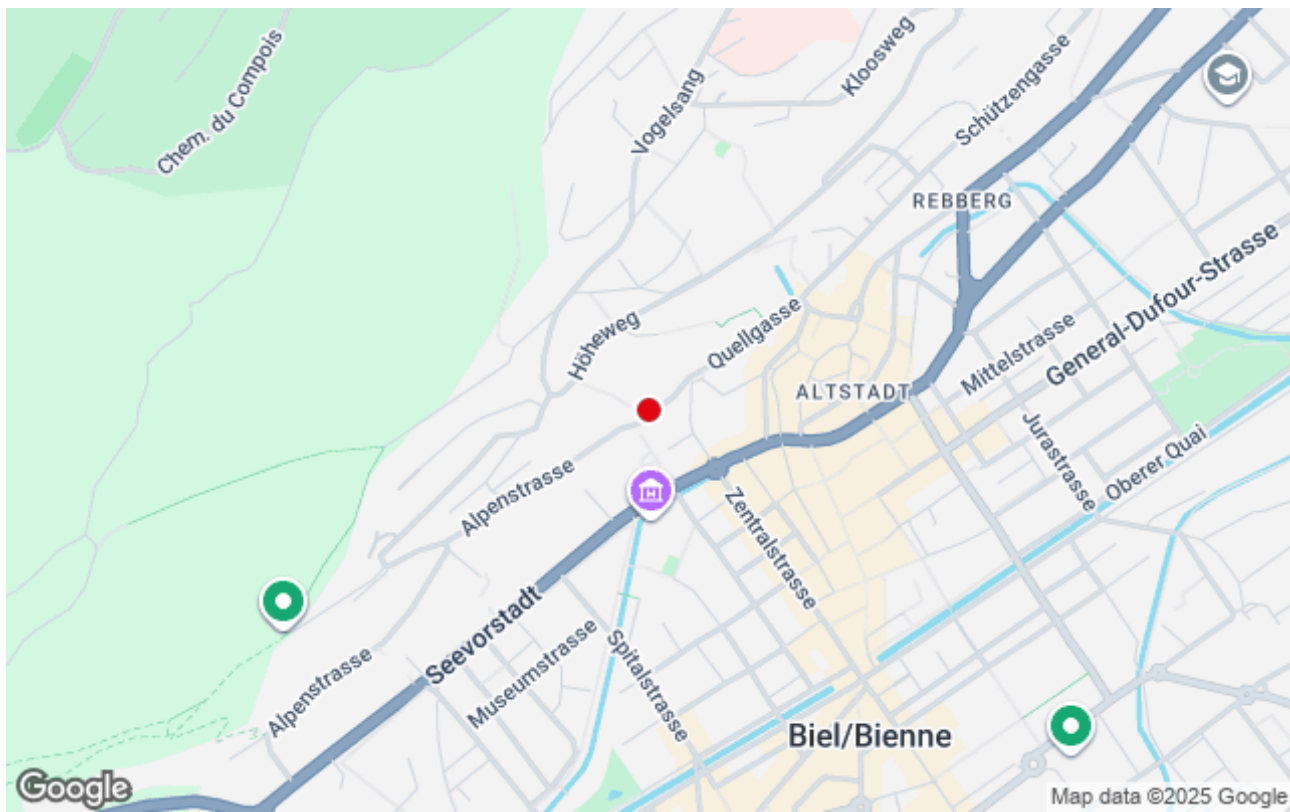 Chem. du Compois
Vogelsang
Kloosweg
Schützengasse
REBBERG
General-Dufour-Strasse
Höheweg
Quellgasse
Mittelstrasse
ALTSTADT
Jurastrasse
Oberer Quai
Alpenstrasse
Zentralstrasse
Seevorstadt
Museumstrasse
Spitalstrasse
Alpenstrasse
Biel/Bienne
Google
Map data ©2025 Google